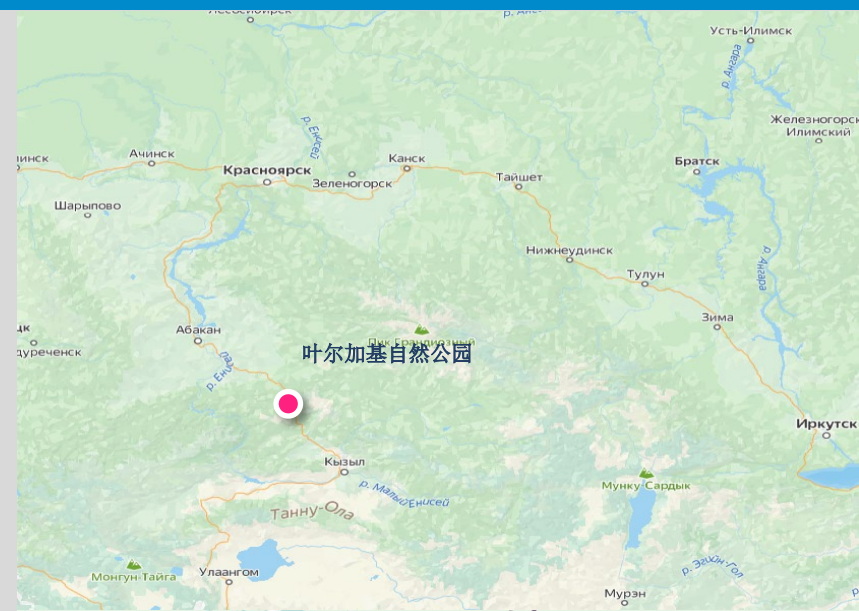 Лесосибирск
Усть-Илимск
р. Ангара
р. Енисей
Железногорск
Илимский
Ачинск
Канск
Братск
Красноярск
Зеленогорск
Тайшет
Шарыпово
Нижнеудинск
р. Ангара
Тулун
Зима
Абакан
Пик Грандиозный
叶尔加基自然公园
дуреченск
р. Ени
Иркутск
Кызыл
Мунку-Сардык
р. Малый Енисей
Танну-Ола
Улаангом
Монгун-Тайга
р. Эгийн-Гол
Мурэн